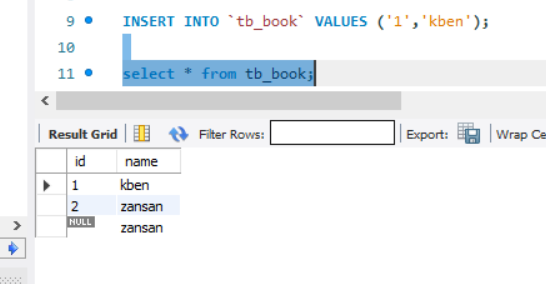 9 INSERT INTO `tb_book` VALUES ('1','kben');
10
11 select * from tb_book;
Result Grid Filter Rows: Export: Wrap Ce
id name
1 kben
2 zansan
NULL zansan